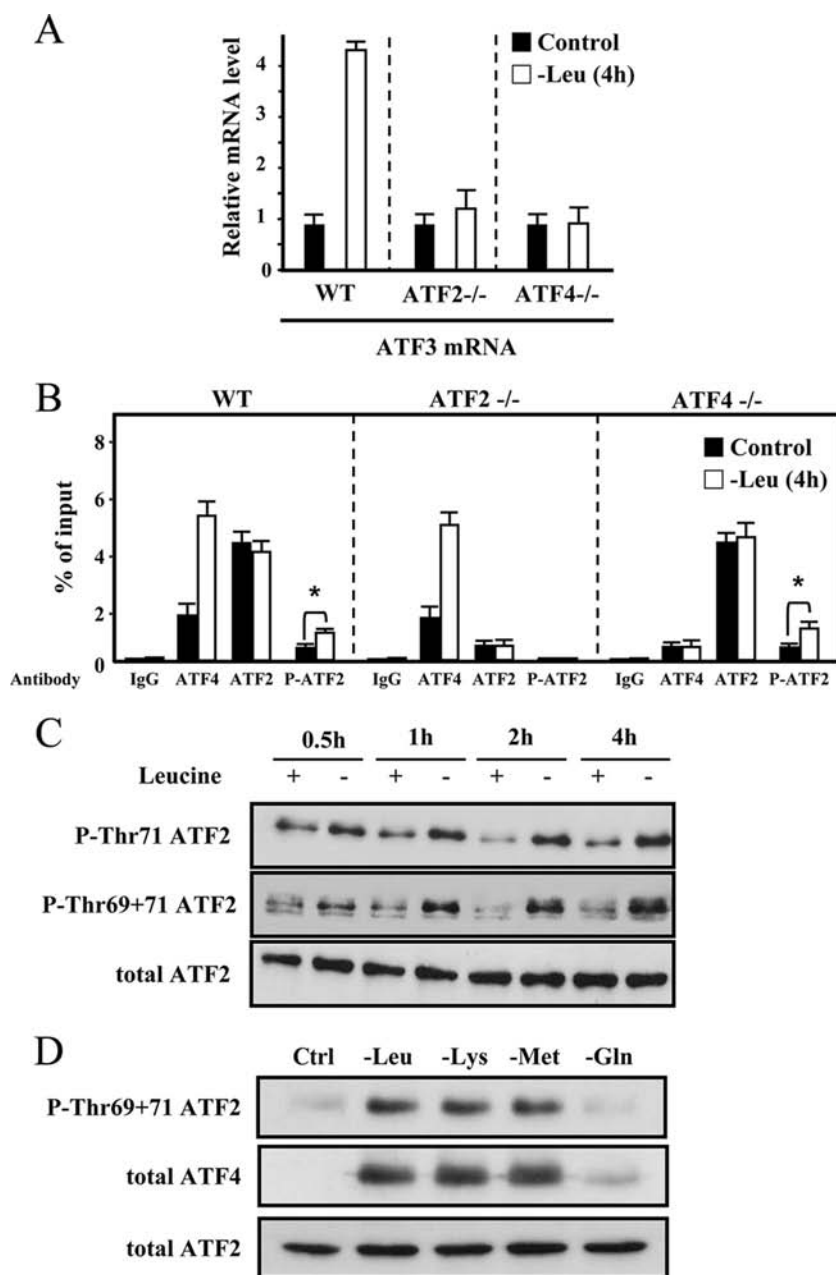 A
Relative mRNA level
4
3
2
1
0
Control
-Leu (4h)
WT ATF2-/- ATF4-/-
ATF3 mRNA
B
WT ATF2 -/- ATF4 -/-
% of input
8
6
4
2
0
Control
-Leu (4h)
* *
Antibody IgG ATF4 ATF2 P-ATF2 IgG ATF4 ATF2 P-ATF2 IgG ATF4 ATF2 P-ATF2
C
0.5h 1h 2h 4h
Leucine + - + - + - + -
P-Thr71 ATF2
P-Thr69+71 ATF2
total ATF2
D
Ctrl -Leu -Lys -Met -Gln
P-Thr69+71 ATF2
total ATF4
total ATF2